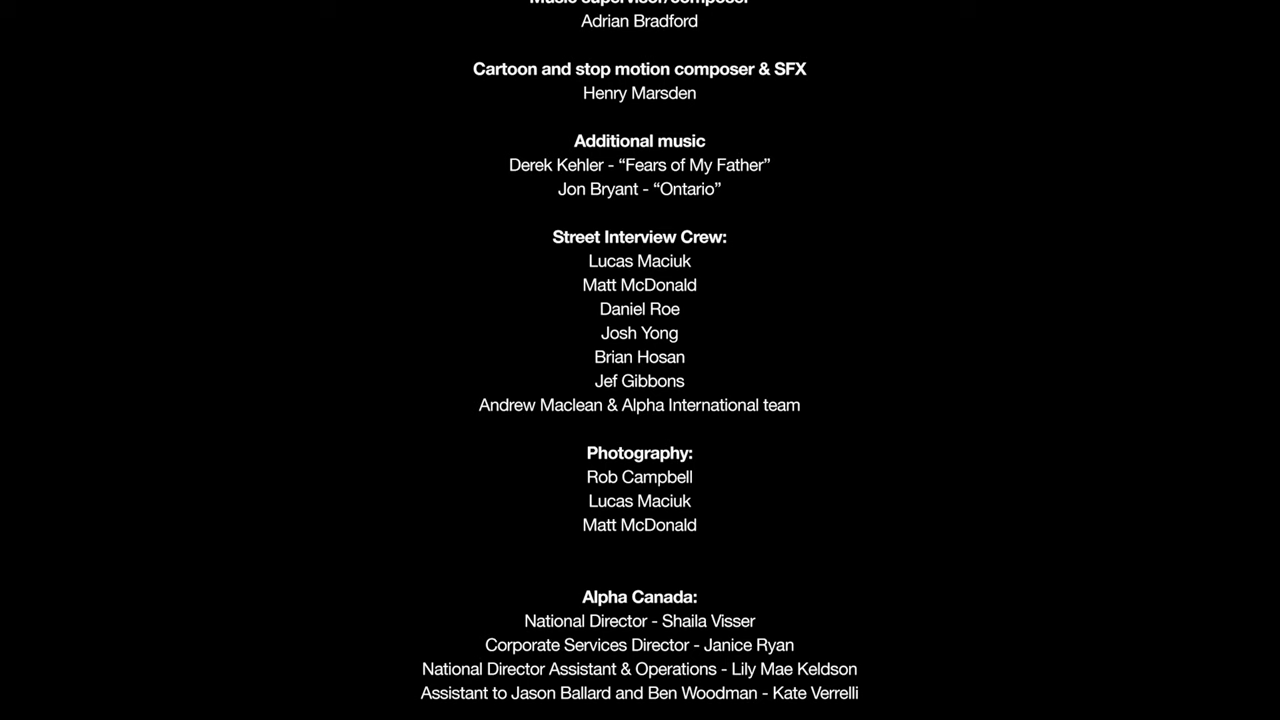 Music supervisor/composer
Adrian Bradford
Cartoon and stop motion composer & SFX
Henry Marsden
Additional music
Derek Kehler - “Fears of My Father”
Jon Bryant - “Ontario”
Street Interview Crew:
Lucas Maciuk
Matt McDonald
Daniel Roe
Josh Yong
Brian Hosan
Jef Gibbons
Andrew Maclean & Alpha International team
Photography:
Rob Campbell
Lucas Maciuk
Matt McDonald
Alpha Canada:
National Director - Shaila Visser
Corporate Services Director - Janice Ryan
National Director Assistant & Operations - Lily Mae Keldson
Assistant to Jason Ballard and Ben Woodman - Kate Verrelli